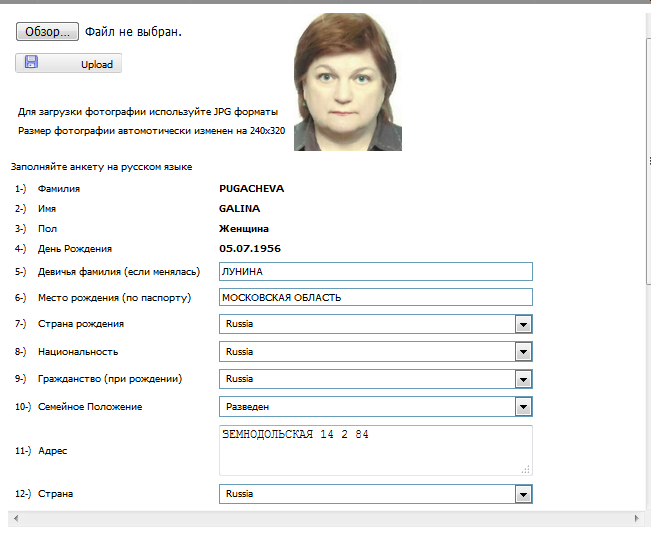 Обзор... Файл не выбран.
Upload
Для загрузки фотографии используйте JPG форматы
Размер фотографии автомотически изменен на 240x320
Заполняйте анкету на русском языке
1-) Фамилия PUGACHEVA
2-) Имя GALINA
3-) Пол Женщина
4-) День Рождения 05.07.1956
5-) Девичья фамилия (если менялась) ЛУНИНА
6-) Место рождения (по паспорту) МОСКОВСКАЯ ОБЛАСТЬ
7-) Страна рождения Russia
8-) Национальность Russia
9-) Гражданство (при рождении) Russia
10-) Семейное Положение Разведен
11-) Адрес ЗЕМНОДОЛЬСКАЯ 14 2 84
12-) Страна Russia